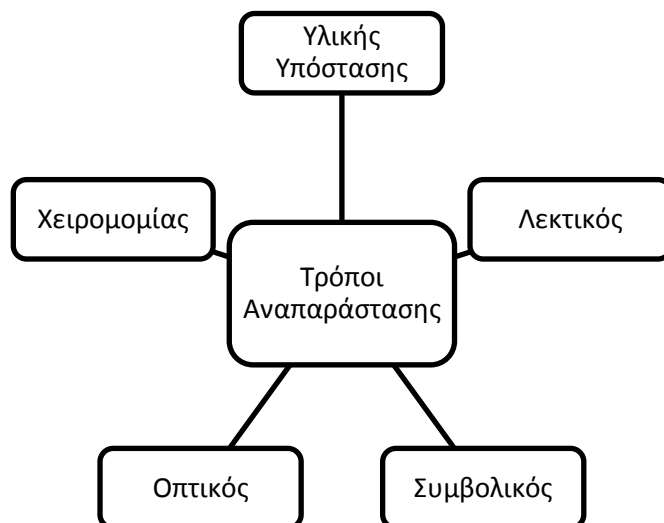 Υλικής
Υπόστασης
Χειρομομίας
Λεκτικός
Τρόποι
Αναπαράστασης
Οπτικός
Συμβολικός